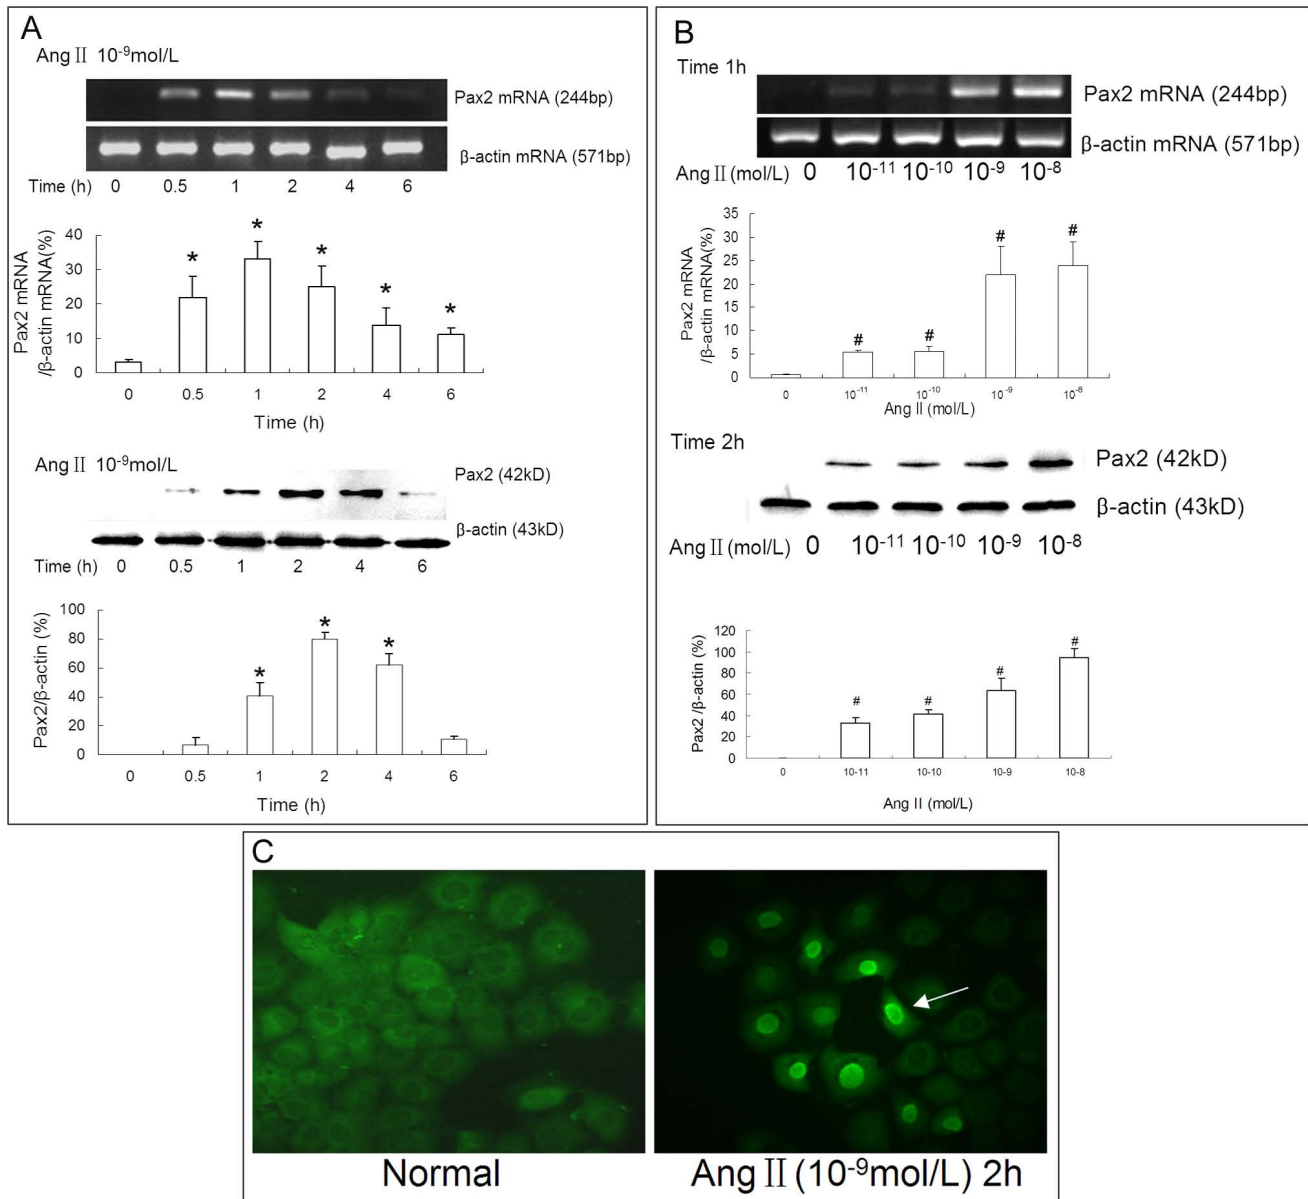 A
Ang Ⅱ 10⁻⁹mol/L
Pax2 mRNA (244bp)
β-actin mRNA (571bp)
Time (h) 0 0.5 1 2 4 6
Pax2 mRNA
/β-actin mRNA(%)
40
30
20
10
0
* * * * *
0 0.5 1 2 4 6
Time (h)
Ang Ⅱ 10⁻⁹mol/L
Pax2 (42kD)
β-actin (43kD)
Time (h) 0 0.5 1 2 4 6
Pax2/β-actin (%)
100
80
60
40
20
0
* * *
0 0.5 1 2 4 6
Time (h)
B
Time 1h
Pax2 mRNA (244bp)
β-actin mRNA (571bp)
Ang Ⅱ (mol/L) 0 10⁻¹¹ 10⁻¹⁰ 10⁻⁹ 10⁻⁸
Pax2 mRNA
/β-actin mRNA(%)
35
30
25
20
15
10
5
0
# # # #
0 10⁻¹¹ 10⁻¹⁰ 10⁻⁹ 10⁻⁸
Ang II (mol/L)
Time 2h
Pax2 (42kD)
β-actin (43kD)
Ang Ⅱ (mol/L) 0 10⁻¹¹ 10⁻¹⁰ 10⁻⁹ 10⁻⁸
Pax2 /β-actin (%)
120
100
80
60
40
20
0
# # # #
0 10-11 10-10 10-9 10-8
Ang II (mol/L)
C
Normal
Ang Ⅱ (10⁻⁹mol/L) 2h